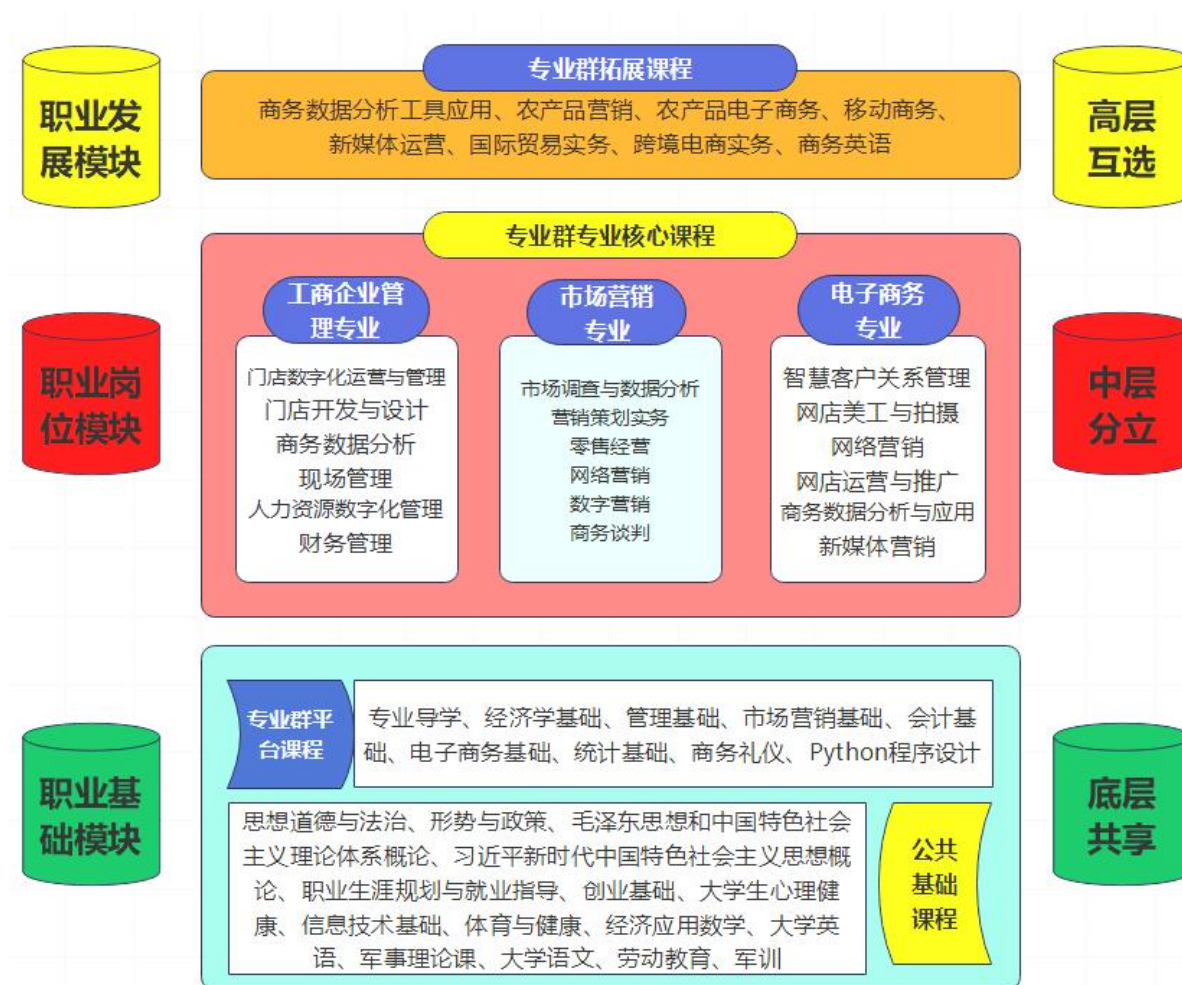 职业发
展模块
专业群拓展课程
商务数据分析工具应用、农产品营销、农产品电子商务、移动商务、
新媒体运营、国际贸易实务、跨境电商实务、商务英语
高层
互选
职业岗
位模块
专业群专业核心课程
工商企业管
理专业
门店数字化运营与管理
门店开发与设计
商务数据分析
现场管理
人力资源数字化管理
财务管理
市场营销
专业
市场调查与数据分析
营销策划实务
零售经营
网络营销
数字营销
商务谈判
电子商务
专业
智慧客户关系管理
网店美工与拍摄
网络营销
网店运营与推广
商务数据分析与应用
新媒体营销
中层
分立
职业基
础模块
专业群平
台课程
专业导学、经济学基础、管理基础、市场营销基础、会计基
础、电子商务基础、统计基础、商务礼仪、Python程序设计
思想道德与法治、形势与政策、毛泽东思想和中国特色社会
主义理论体系概论、习近平新时代中国特色社会主义思想概
论、职业生涯规划与就业指导、创业基础、大学生心理健
康、信息技术基础、体育与健康、经济应用数学、大学英
语、军事理论课、大学语文、劳动教育、军训
公共
基础
课程
底层
共享